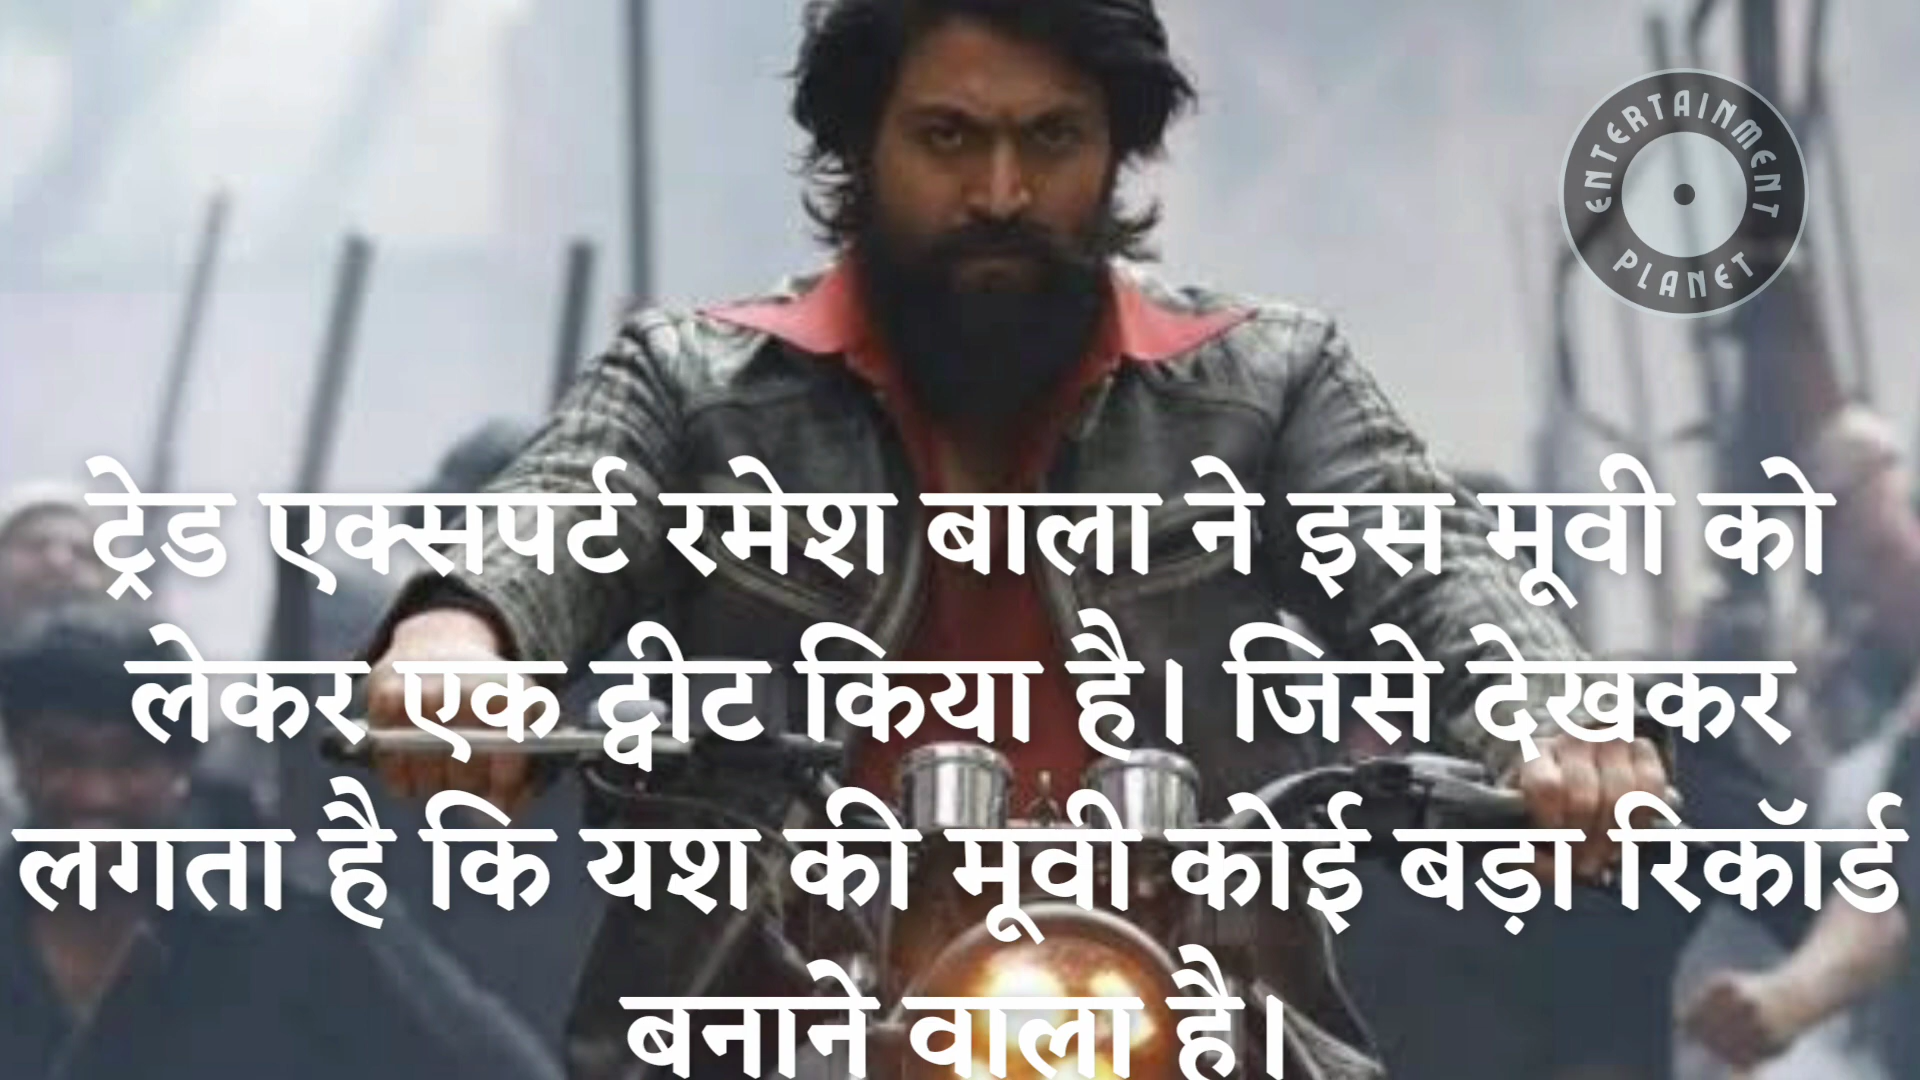 ENTERTAINMENT
PLANET
ट्रेड एक्सपर्ट रमेश बाला ने इस मूवी को
लेकर एक ट्वीट किया है। जिसे देखकर
लगता है कि यश की मूवी कोई बड़ा रिकॉर्ड
बनाने वाला है।